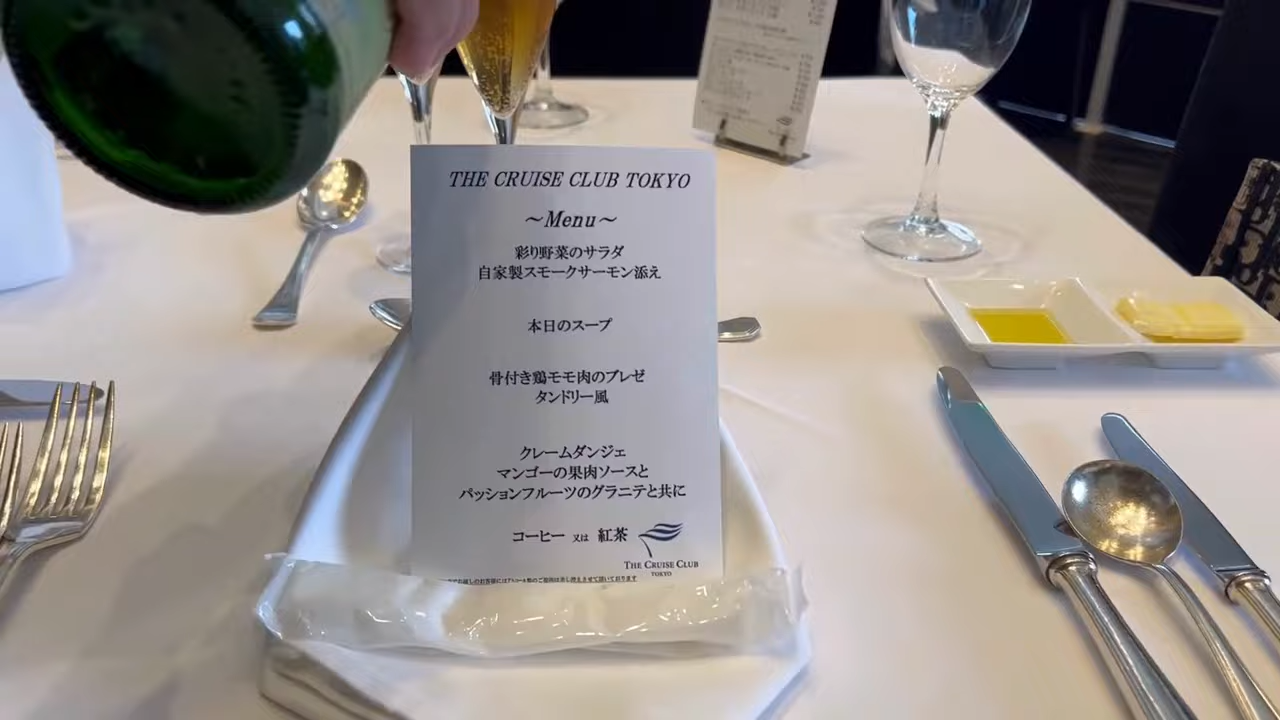 THE CRUISE CLUB TOKYO
～Menu～
彩り野菜のサラダ
自家製スモークサーモン添え
本日のスープ
骨付き鶏モモ肉のブレゼ
タンドリー風
クレームダンジェ
マンゴーの果肉ソースと
パッションフルーツのグラニテと共に
コーヒー 又は 紅茶
THE CRUISE CLUB
TOKYO